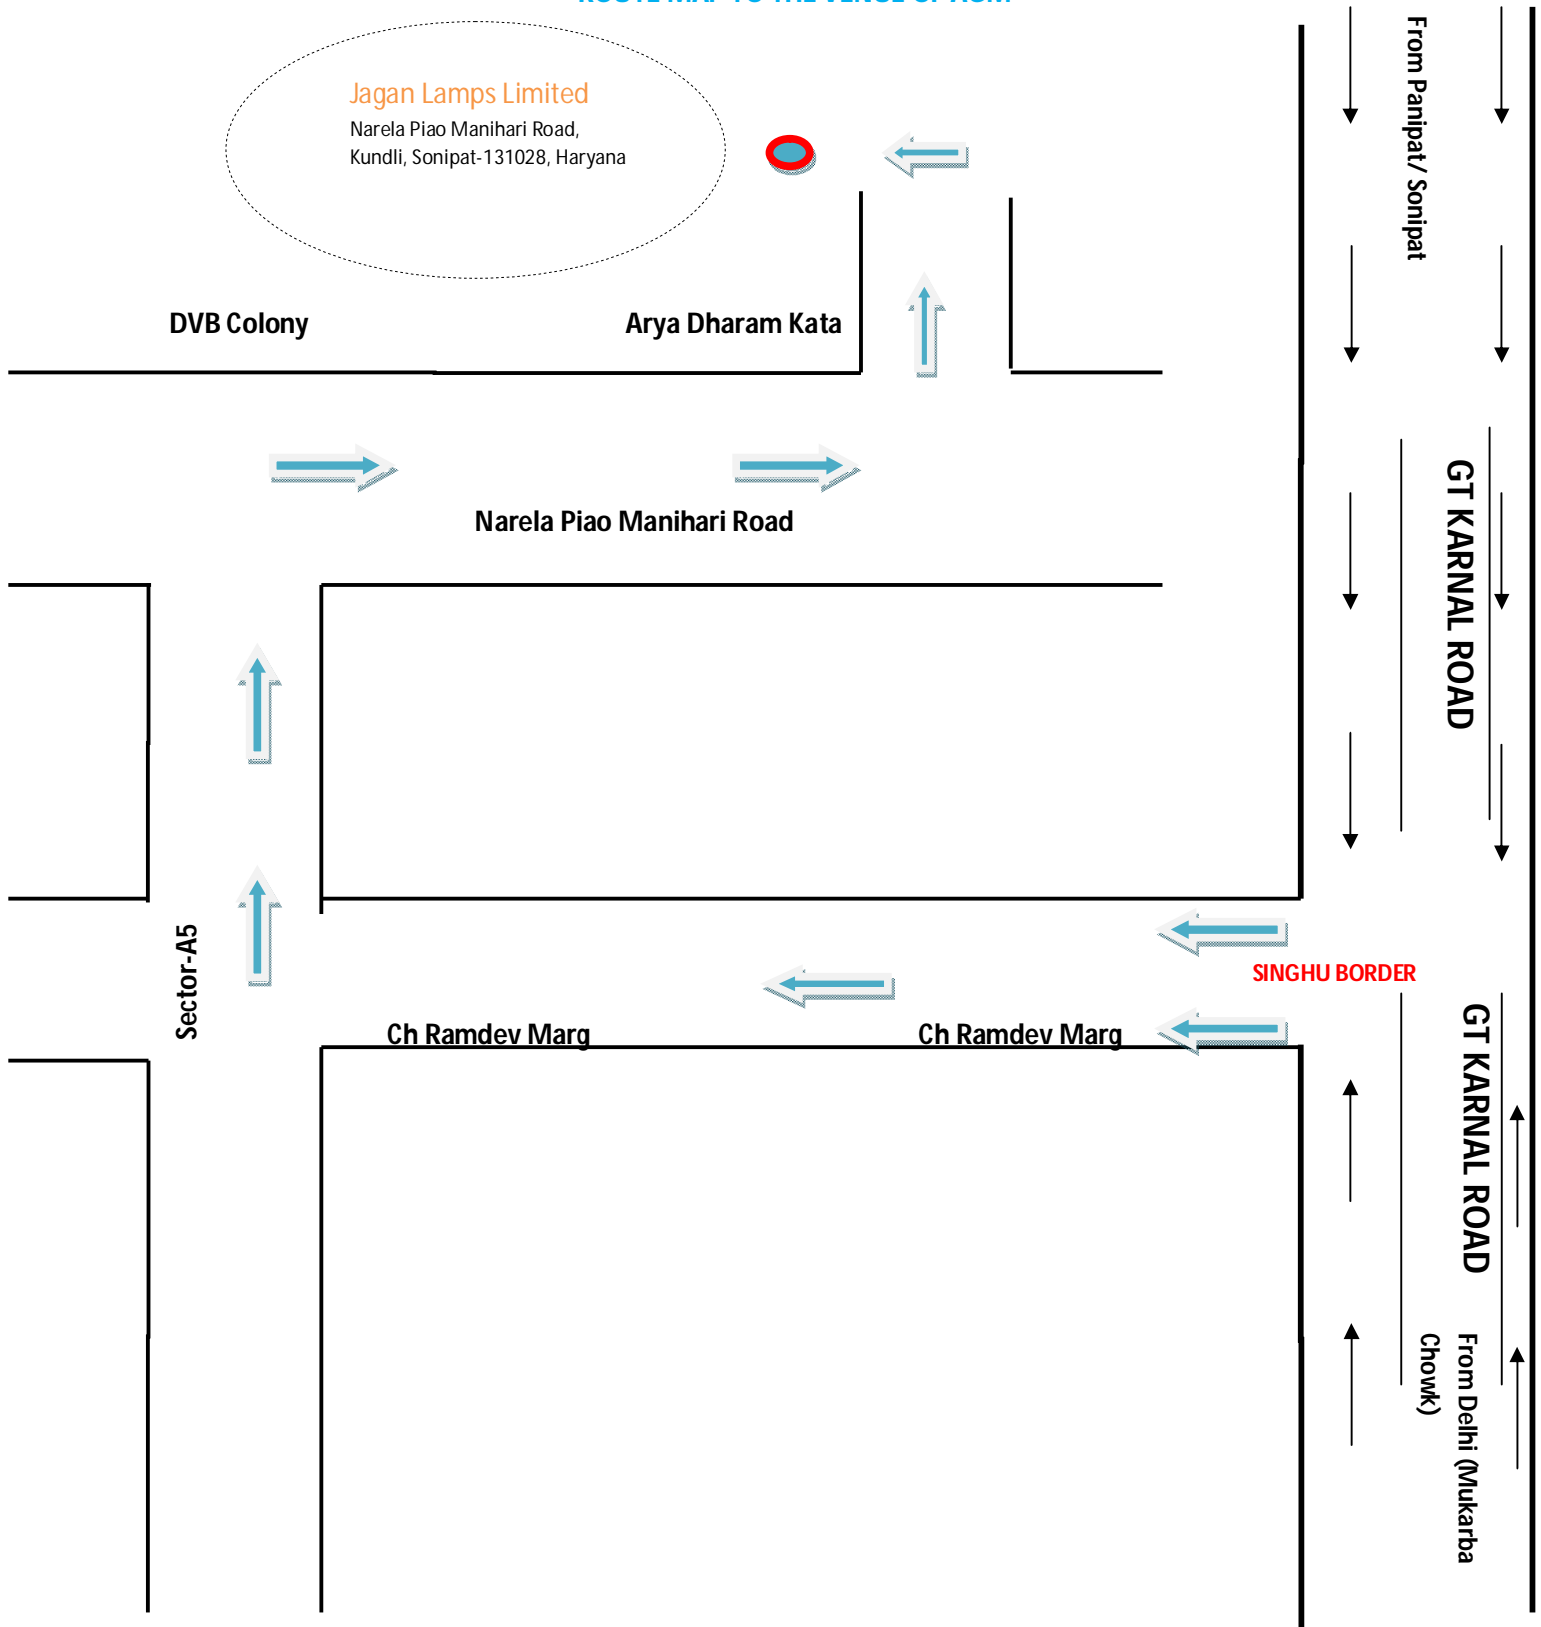 Jagan Lamps Limited
Narela Piao Manihari Road,
Kundli, Sonipat-131028, Haryana
From Panipat/ Sonipat
DVB Colony
Arya Dharam Kata
Narela Piao Manihari Road
GT KARNAL ROAD
Sector-A5
SINGHU BORDER
Ch Ramdev Marg
Ch Ramdev Marg
GT KARNAL ROAD
From Delhi (Mukarba
Chowk)